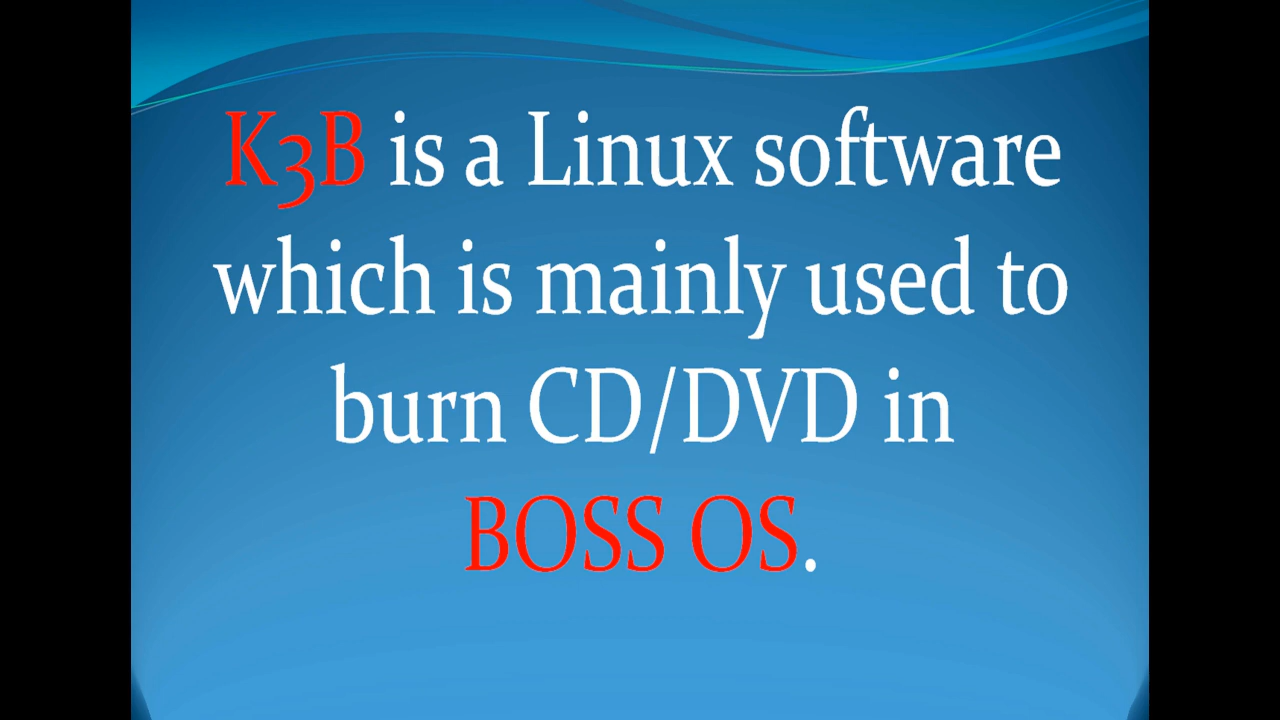 K3B is a Linux software
which is mainly used to
burn CD/DVD in
BOSS OS.